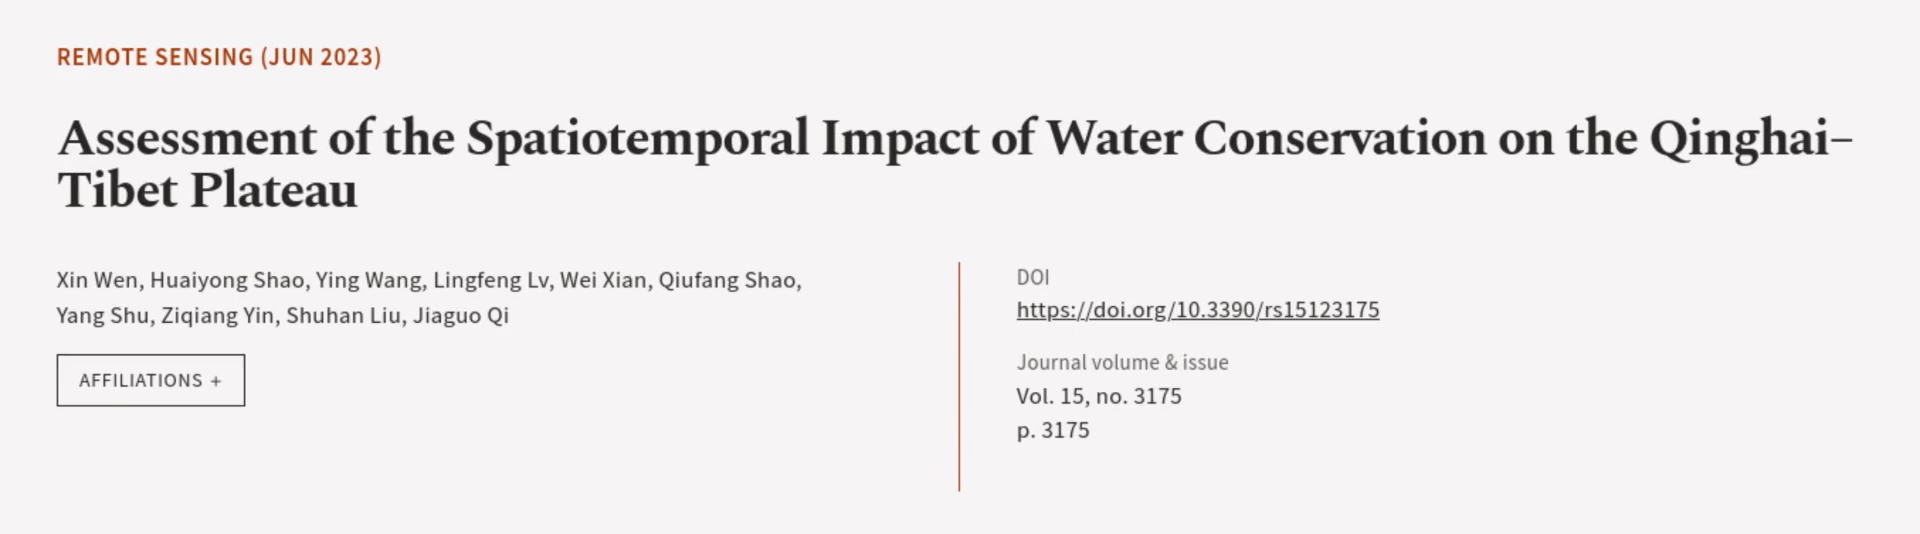 REMOTE SENSING (JUN 2023)
Assessment of the Spatiotemporal Impact of Water Conservation on the Qinghai–
Tibet Plateau
Xin Wen, Huaiyong Shao, Ying Wang, Lingfeng Lv, Wei Xian, Qiufang Shao,
Yang Shu, Ziqiang Yin, Shuhan Liu, Jiaguo Qi
AFFILIATIONS +
DOI
https://doi.org/10.3390/rs15123175
Journal volume & issue
Vol. 15, no. 3175
p. 3175